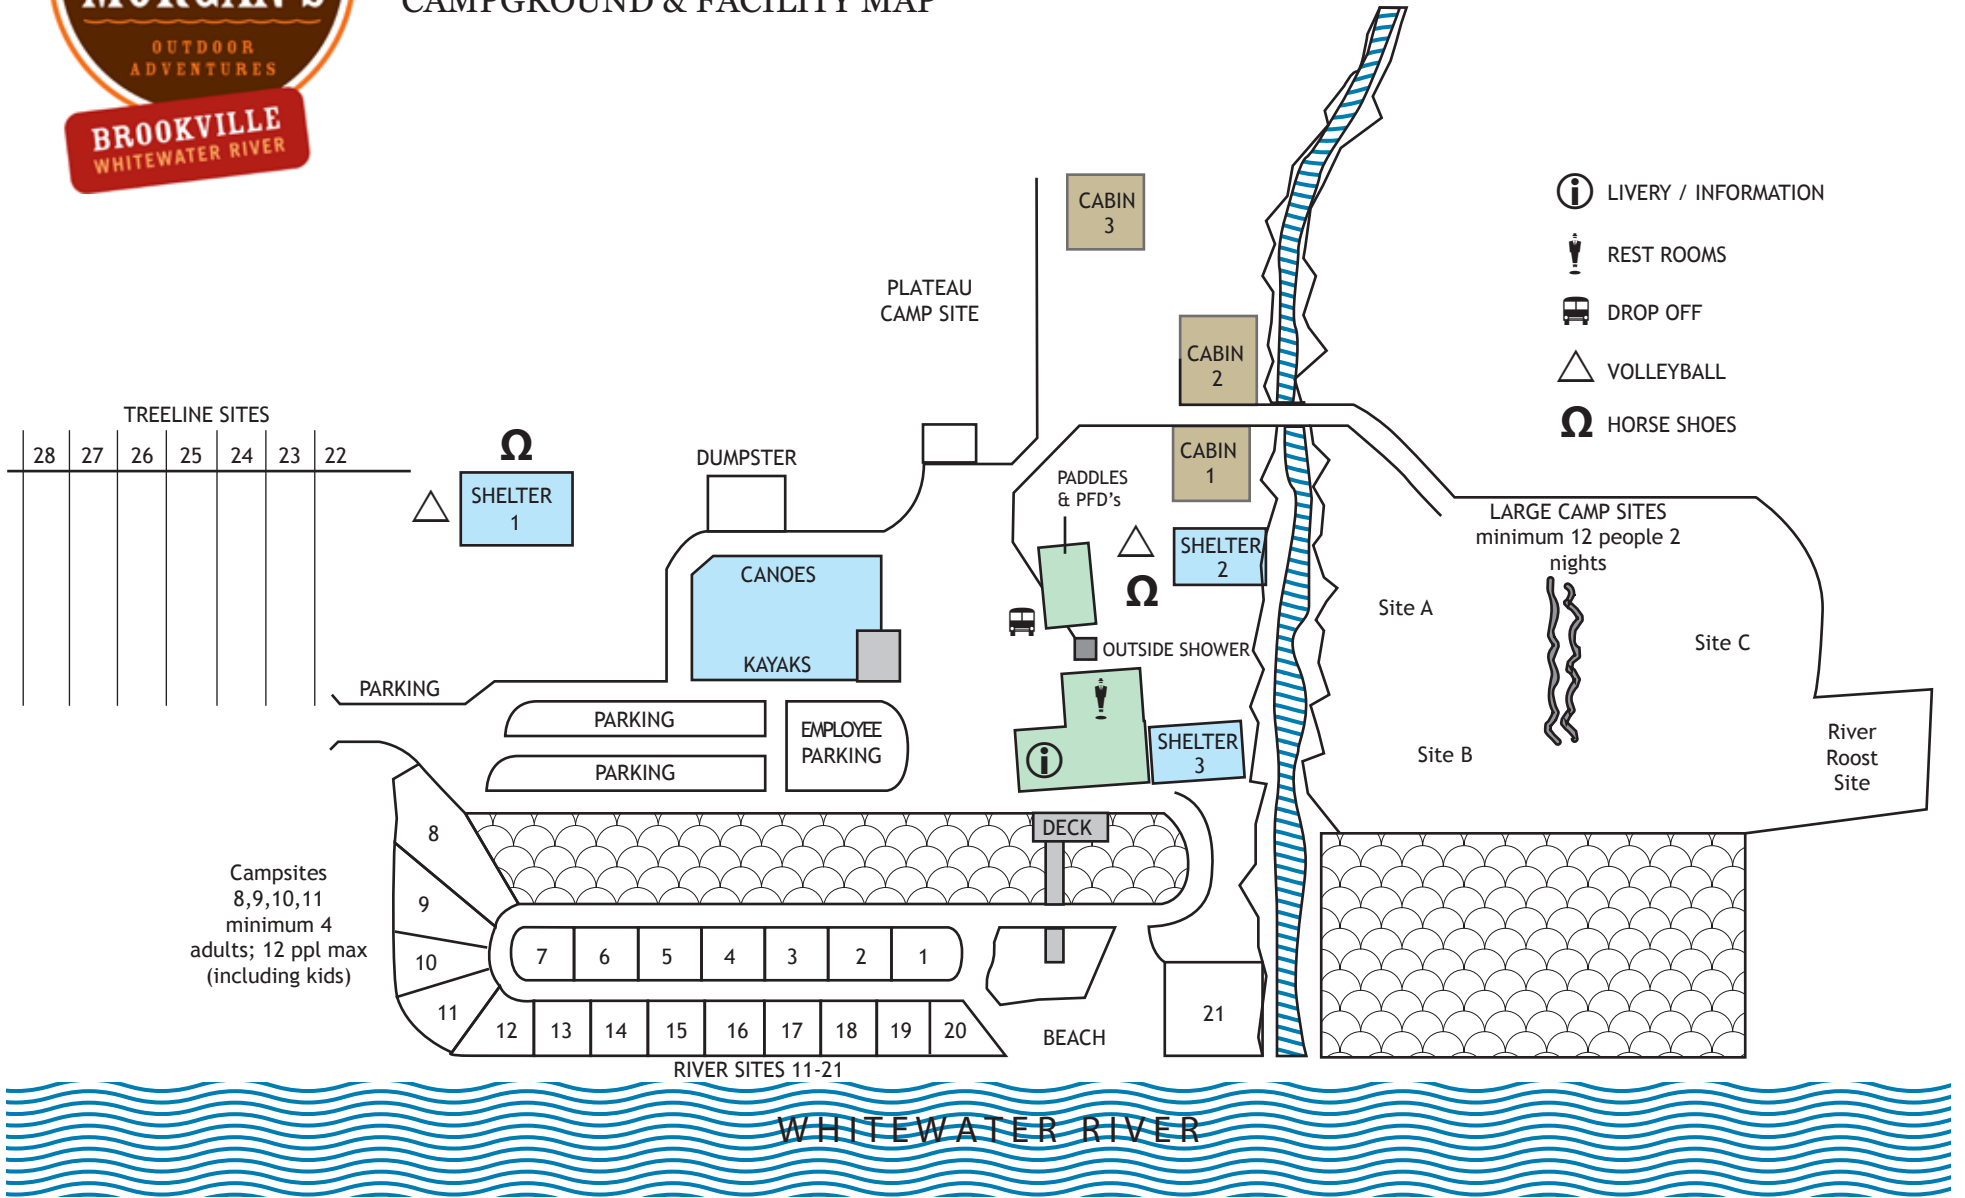 MORGAN'S
OUTDOOR
ADVENTURES
BROOKVILLE
WHITEWATER RIVER
CAMPGROUND & FACILITY MAP
LIVERY / INFORMATION
REST ROOMS
DROP OFF
VOLLEYBALL
HORSE SHOES
CABIN
3
PLATEAU
CAMP SITE
CABIN
2
CABIN
1
TREELINE SITES
28 27 26 25 24 23 22
SHELTER
1
DUMPSTER
PADDLES
& PFD's
SHELTER
2
LARGE CAMP SITES
minimum 12 people 2
nights
Site A
Site C
Site B
River
Roost
Site
CANOES
KAYAKS
OUTSIDE SHOWER
PARKING
PARKING
PARKING
EMPLOYEE
PARKING
SHELTER
3
DECK
Campsites
8,9,10,11
minimum 4
adults; 12 ppl max
(including kids)
8
9
10
11
7 6 5 4 3 2 1
12 13 14 15 16 17 18 19 20
21
BEACH
RIVER SITES 11-21
WHITEWATER RIVER